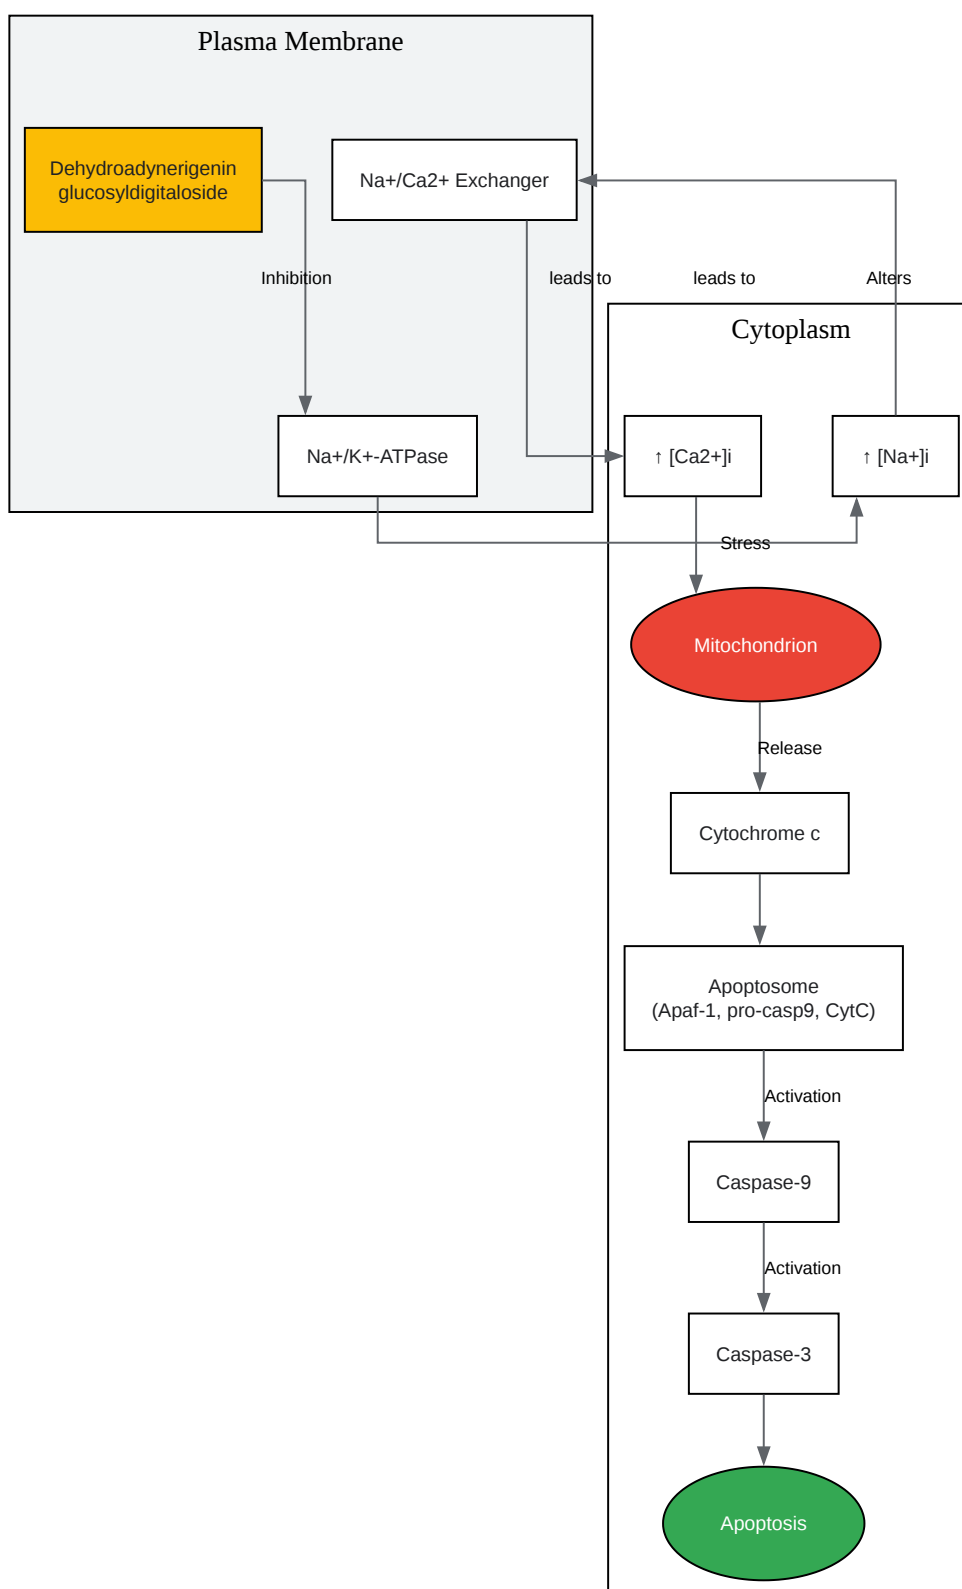 Plasma Membrane
Dehydroadynerigenin
glucosyldigitaloside
Na+/Ca2+ Exchanger
Inhibition
leads to
leads to
Alters
Cytoplasm
Na+/K+-ATPase
↑ [Ca2+]i
↑ [Na+]i
Stress
Mitochondrion
Release
Cytochrome c
Apoptosome
(Apaf-1, pro-casp9, CytC)
Activation
Caspase-9
Activation
Caspase-3
Apoptosis